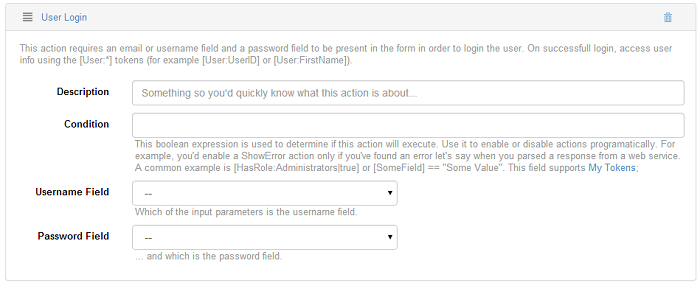 User Login
This action requires an email or username field and a password field to be present in the form in order to login the user. On successfull login, access user
info using the [User:*] tokens (for example [User:UserID] or [User:FirstName]).
Description
Something so you'd quickly know what this action is about...
Condition
This boolean expression is used to determine if this action will execute. Use it to enable or disable actions programatically. For
example, you'd enable a ShowError action only if you've found an error let's say when you parsed a response from a web service.
A common example is [HasRole:Administrators|true] or [SomeField] == "Some Value". This field supports My Tokens;
Username Field
--
Which of the input parameters is the username field.
Password Field
--
... and which is the password field.